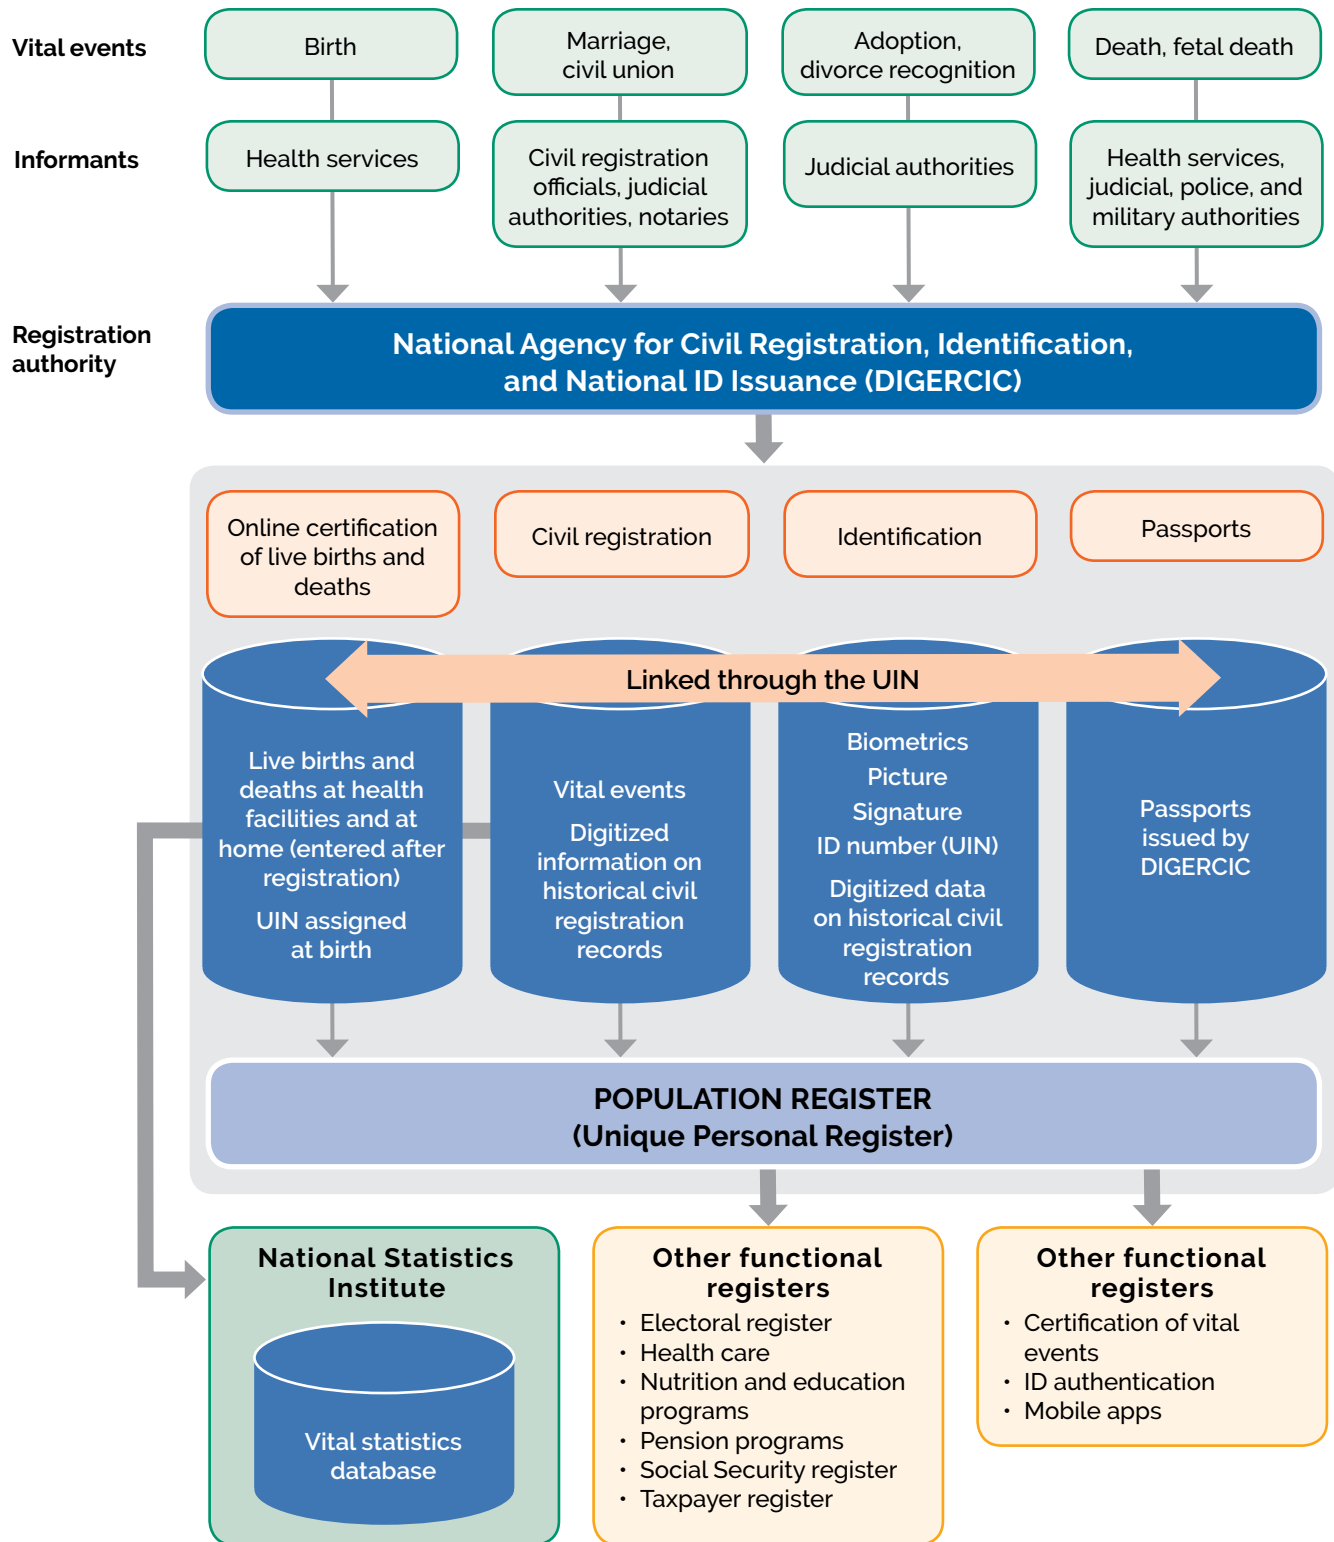 Vital events
Birth
Marriage,
civil union
Adoption,
divorce recognition
Death, fetal death
Informants
Health services
Civil registration
officials, judicial
authorities, notaries
Judicial authorities
Health services,
judicial, police, and
military authorities
Registration
authority
National Agency for Civil Registration, Identification,
and National ID Issuance (DIGERCIC)
Online certification
of live births and
deaths
Civil registration
Identification
Passports
Linked through the UIN
Live births and
deaths at health
facilities and at
home (entered after
registration)
UIN assigned
at birth
Vital events
Digitized
information on
historical civil
registration
records
Biometrics
Picture
Signature
ID number (UIN)
Digitized data
on historical civil
registration
records
Passports
issued by
DIGERCIC
POPULATION REGISTER
(Unique Personal Register)
National Statistics
Institute
Vital statistics
database
Other functional
registers
• Electoral register
• Health care
• Nutrition and education
programs
• Pension programs
• Social Security register
• Taxpayer register
Other functional
registers
• Certification of vital
events
• ID authentication
• Mobile apps